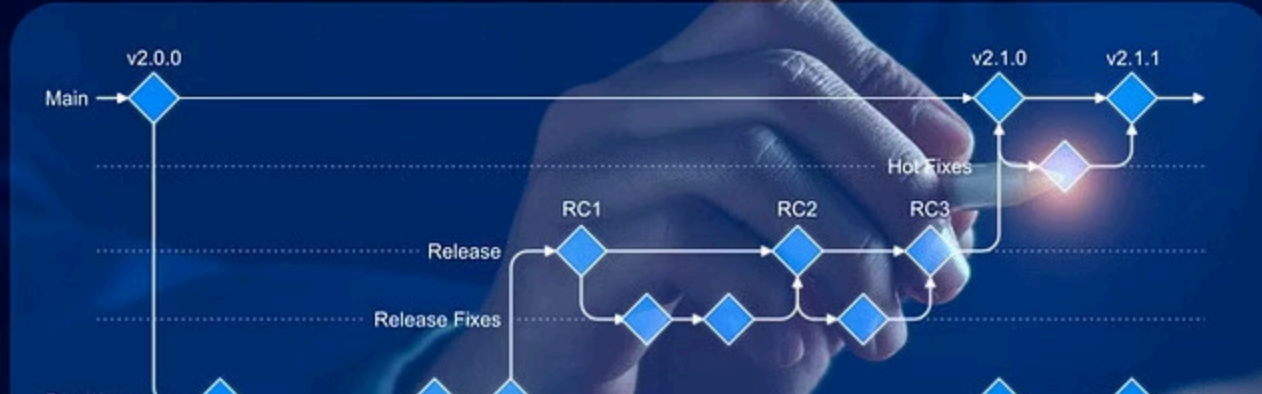 v2.0.0
v2.1.0
v2.1.1
Main
Hot Fixes
RC1
RC2
RC3
Release
Release Fixes